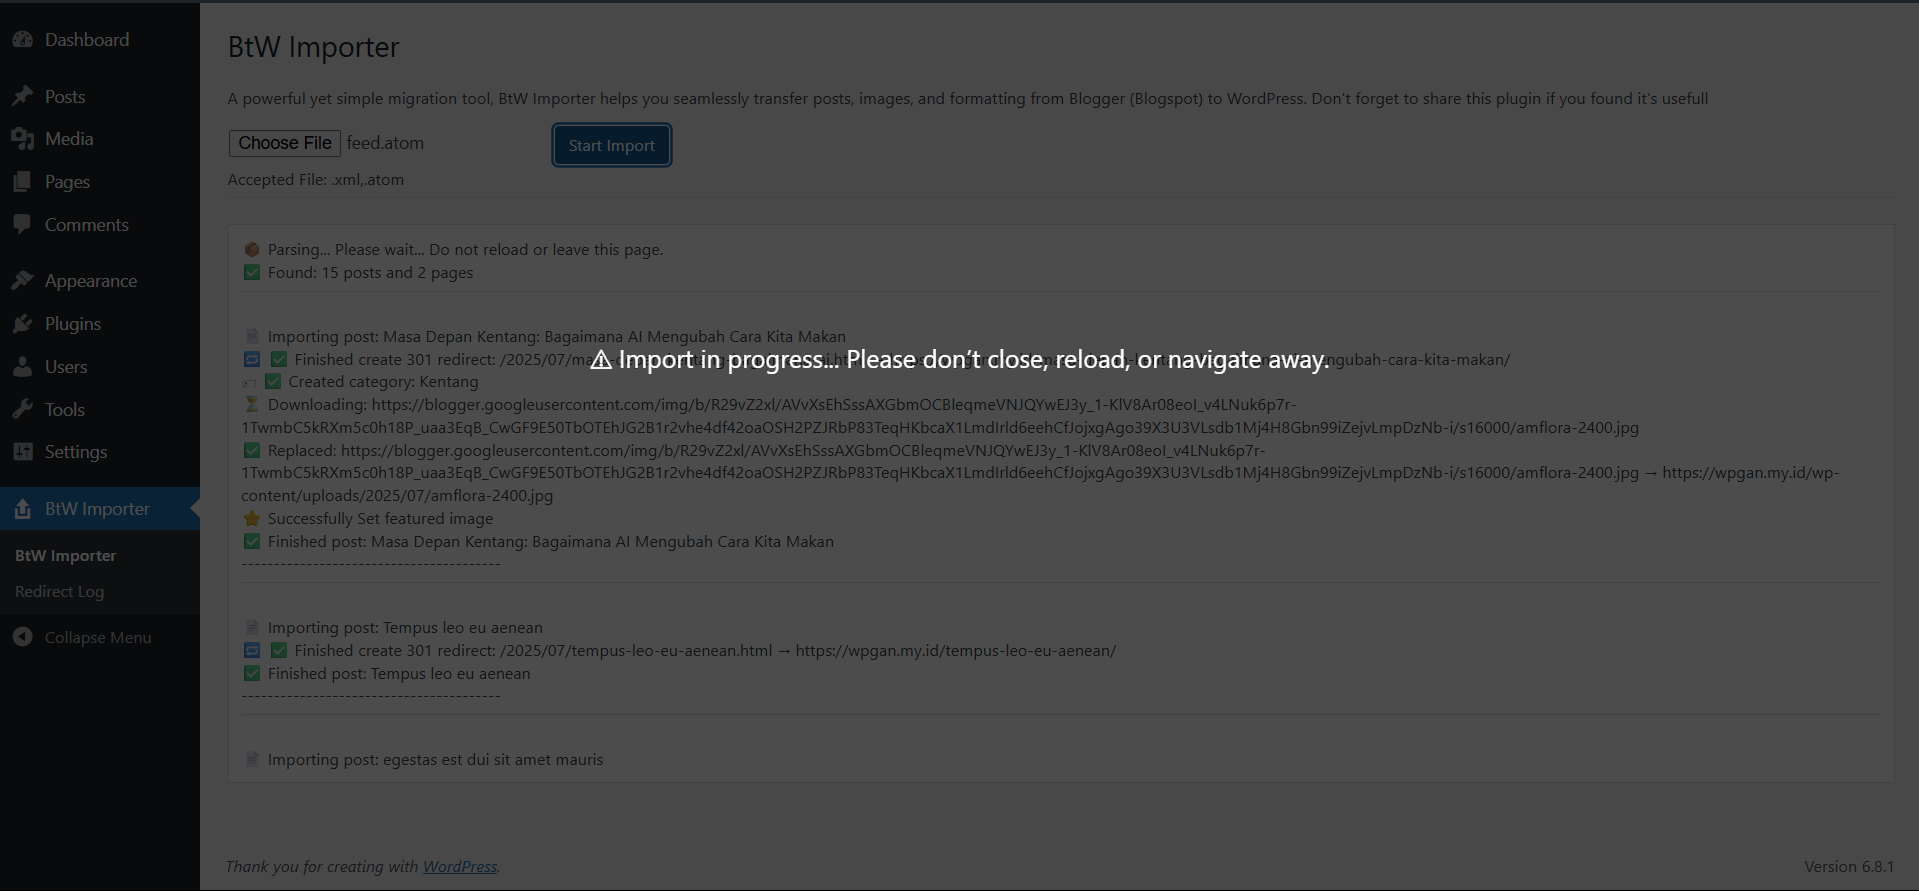 Dashboard
Posts
Media
Pages
Comments
Appearance
Plugins
Users
Tools
Settings
BtW Importer
BtW Importer
Redirect Log
Collapse Menu
BtW Importer
A powerful yet simple migration tool, BtW Importer helps you seamlessly transfer posts, images, and formatting from Blogger (Blogspot) to WordPress. Don't forget to share this plugin if you found it's usefull
Choose File feed.atom Start Import
Accepted File: .xml,.atom
📦 Parsing... Please wait... Do not reload or leave this page.
✅ Found: 15 posts and 2 pages
📄 Importing post: Masa Depan Kentang: Bagaimana AI Mengubah Cara Kita Makan
🔁 ✅ Finished create 301 redirect: /2025/07/
⚠ Import in progress... Please don't close, reload, or navigate away.
engubah-cara-kita-makan/
🏷 ✅ Created category: Kentang
⏳ Downloading: https://blogger.googleusercontent.com/img/b/R29vZ2xl/AVvXsEhSssAXGbmOCBleqmeVNJQYwEJ3y_1-KlV8Ar08eoI_v4LNuk6p7r-
1TwmbC5kRXm5c0h18P_uaa3EqB_CwGF9E50TbOTEhJG2B1r2vhe4df42oaOSH2PZJRbP83TeqHKbcaX1LmdIrld6eehCfJojxgAgo39X3U3VLsdb1Mj4H8Gbn99iZejvLmpDzNb-i/s16000/amflora-2400.jpg
✅ Replaced: https://blogger.googleusercontent.com/img/b/R29vZ2xl/AVvXsEhSssAXGbmOCBleqmeVNJQYwEJ3y_1-KlV8Ar08eoI_v4LNuk6p7r-
1TwmbC5kRXm5c0h18P_uaa3EqB_CwGF9E50TbOTEhJG2B1r2vhe4df42oaOSH2PZJRbP83TeqHKbcaX1LmdIrld6eehCfJojxgAgo39X3U3VLsdb1Mj4H8Gbn99iZejvLmpDzNb-i/s16000/amflora-2400.jpg → https://wpgan.my.id/wp-
content/uploads/2025/07/amflora-2400.jpg
⭐ Successfully Set featured image
✅ Finished post: Masa Depan Kentang: Bagaimana AI Mengubah Cara Kita Makan
----------------------------------------
📄 Importing post: Tempus leo eu aenean
🔁 ✅ Finished create 301 redirect: /2025/07/tempus-leo-eu-aenean.html → https://wpgan.my.id/tempus-leo-eu-aenean/
✅ Finished post: Tempus leo eu aenean
----------------------------------------
📄 Importing post: egestas est dui sit amet mauris
Thank you for creating with WordPress.
Version 6.8.1